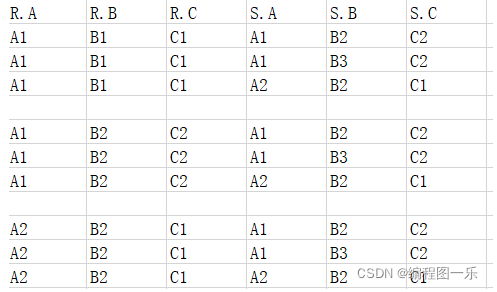 R.A R.B R.C S.A S.B S.C
A1 B1 C1 A1 B2 C2
A1 B1 C1 A1 B3 C2
A1 B1 C1 A2 B2 C1
A1 B2 C2 A1 B2 C2
A1 B2 C2 A1 B3 C2
A1 B2 C2 A2 B2 C1
A2 B2 C1 A1 B2 C2
A2 B2 C1 A1 B3 C2
A2 B2 C1 A2 B2 C1
CSDN @编程图一乐